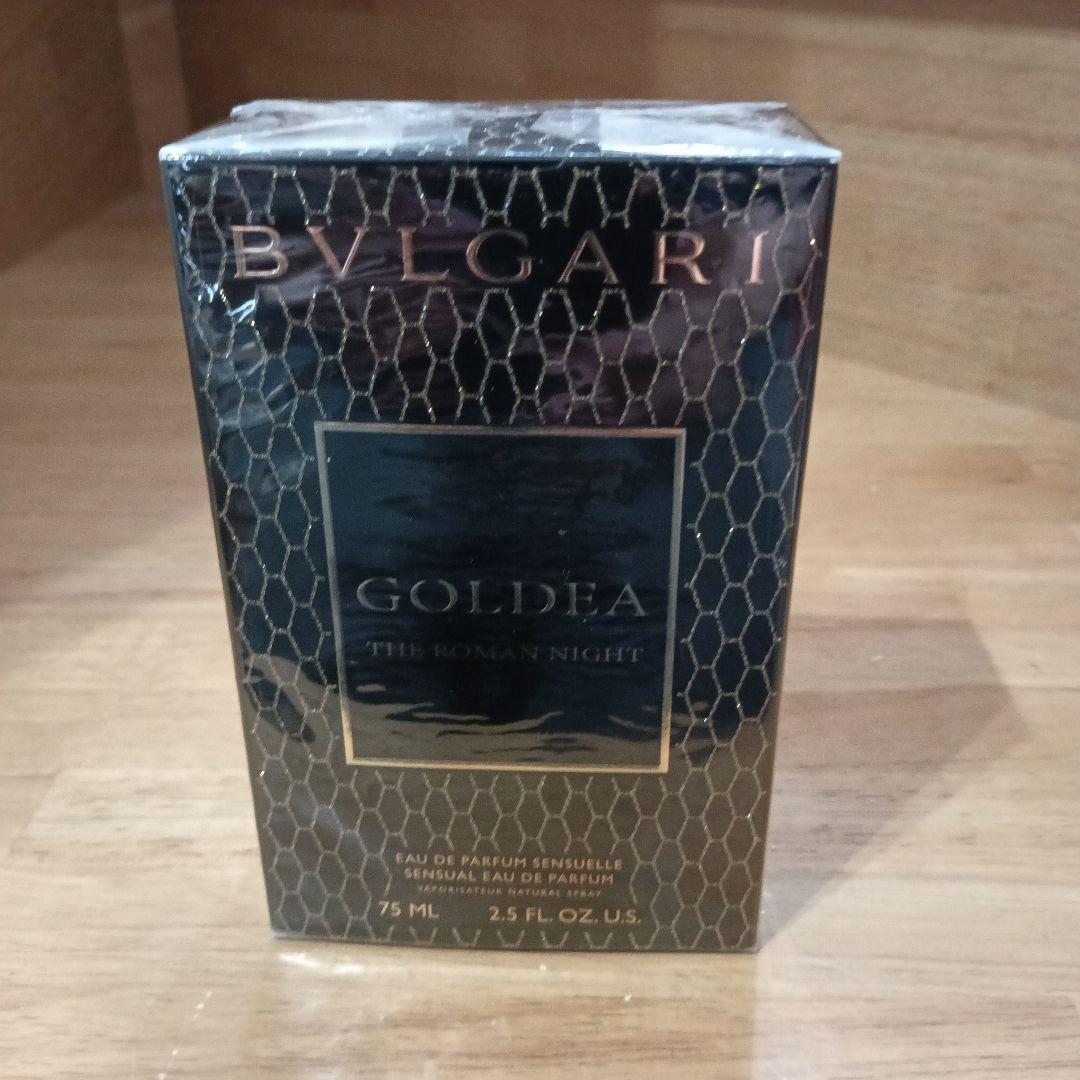 BVLGARI
GOLDEA
THE ROMAN NIGHT
EAU DE PARFUM SENSUELLE
SENSUAL EAU DE PARFUM
VAPORISATEUR NATURAL SPRAY
75 ML 2.5 FL. OZ. U.S.